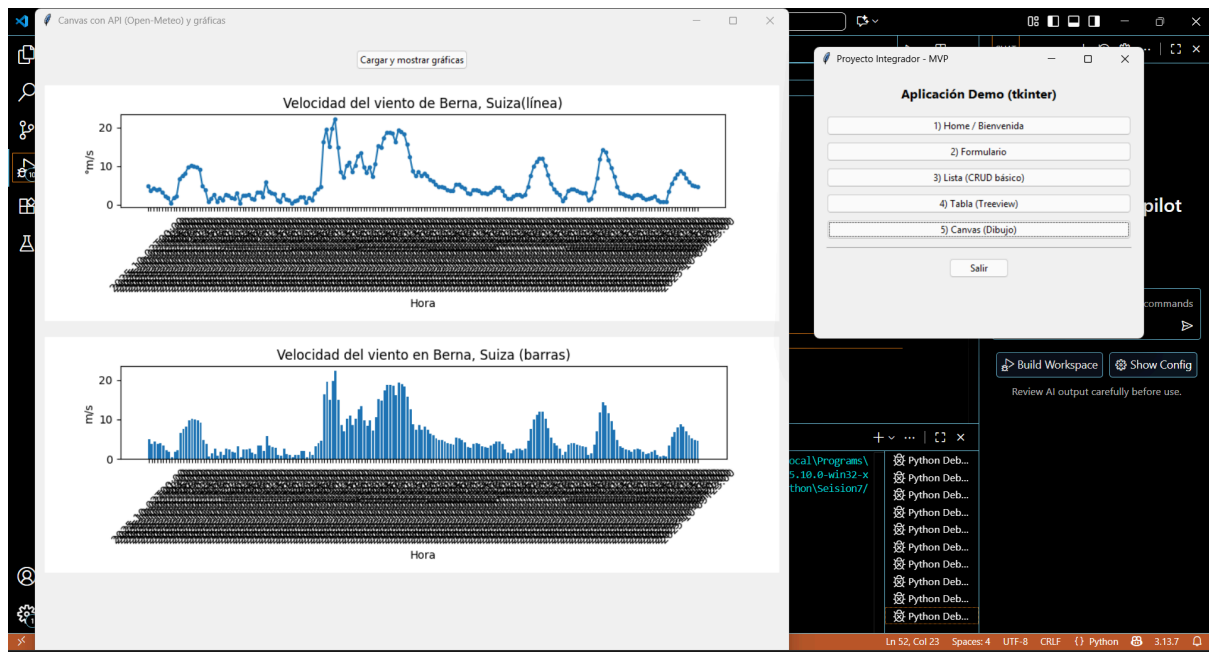 Canvas con API (Open-Meteo) y gráficas
Cargar y mostrar gráficas
Velocidad del viento de Berna, Suiza(línea)
°m/s
20
10
0
Hora
Velocidad del viento en Berna, Suiza (barras)
m/s
20
10
0
Hora
Proyecto Integrador - MVP
Aplicación Demo (tkinter)
1) Home / Bienvenida
2) Formulario
3) Lista (CRUD básico)
4) Tabla (Treeview)
5) Canvas (Dibujo)
Salir
pilot
commands
Build Workspace
Show Config
Review AI output carefully before use.
ocal\Programs\
5.10.0-win32-x
thon\Seision7/
Python Deb...
Python Deb...
Python Deb...
Python Deb...
Python Deb...
Python Deb...
Python Deb...
Python Deb...
Python Deb...
Python Deb...
10
1
Ln 52, Col 23 Spaces: 4 UTF-8 CRLF {} Python 3.13.7